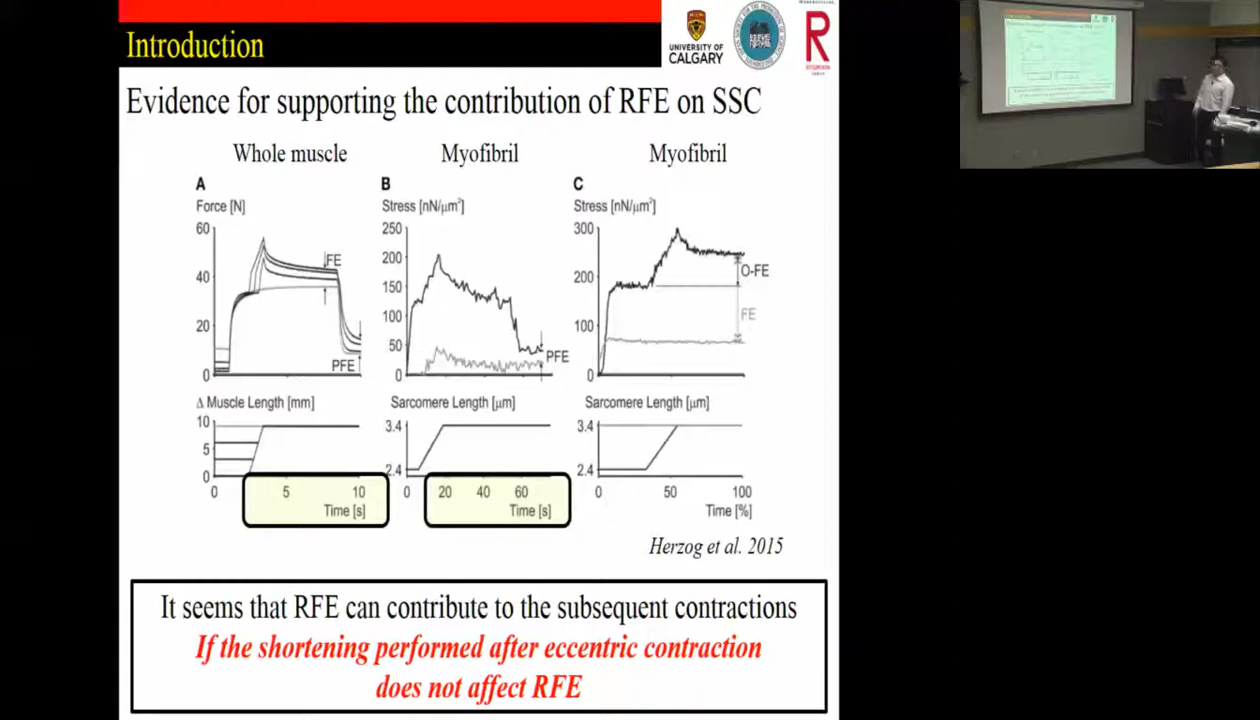 Introduction
UNIVERSITY OF
CALGARY
R
Evidence for supporting the contribution of RFE on SSC
Whole muscle
Myofibril
Myofibril
A
Force [N]
60
40
20
0
FE
PFE
Δ Muscle Length [mm]
10
5
0
0
5
10
Time [s]
B
Stress [nN/μm²]
250
200
150
100
50
0
PFE
Sarcomere Length [μm]
3.4
2.4
0
20
40
60
Time [s]
C
Stress [nN/μm²]
300
200
100
0
O-FE
FE
Sarcomere Length [μm]
3.4
2.4
0
50
100
Time [%]
Herzog et al. 2015
It seems that RFE can contribute to the subsequent contractions
If the shortening performed after eccentric contraction
does not affect RFE